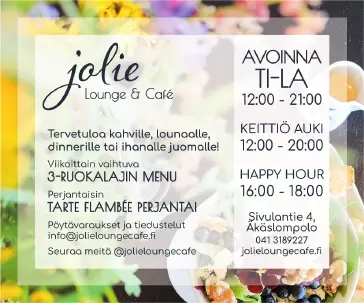 jolie
Lounge & Café
Tervetuloa kahville, lounaalle,
dinnerille tai ihanalle juomalle!
Viikoittain vaihtuva
3-RUOKALAJIN MENU
Perjantaisin
TARTE FLAMBÉE PERJANTAI
Pöytävaraukset ja tiedustelut
info@jolieloungecafe.fi
Seuraa meitä @jolieloungecafe
AVOINNA
TI-LA
12:00 - 21:00
KEITTIÖ AUKI
12:00 - 20:00
HAPPY HOUR
16:00 - 18:00
Sivulantie 4,
Äkäslompolo
041 3189227
jolieloungecafe.fi